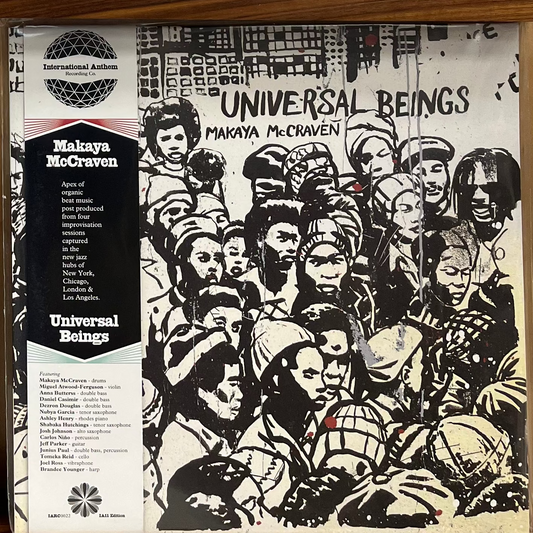 International Anthem
Recording Co.
Makaya
McCraven
Apex of
organic
beat music
post produced
from four
improvisation
sessions
captured
in the
new jazz
hubs of
New York,
Chicago,
London &
Los Angeles.
Universal
Beings
Featuring
Makaya McCraven - drums
Miguel Atwood-Ferguson - violin
Anna Butterss - double bass
Daniel Casimir - double bass
Dezron Douglas - double bass
Nubya Garcia - tenor saxophone
Ashley Henry - rhodes piano
Shabaka Hutchings - tenor saxophone
Josh Johnson - alto saxophone
Carlos Niño - percussion
Jeff Parker - guitar
Junius Paul - double bass, percussion
Tomeka Reid - cello
Joel Ross - vibraphone
Brandee Younger - harp
IARC0022
IA11 Edition
UNIVERSAL BEINGS
MAKAYA McCRAVEN